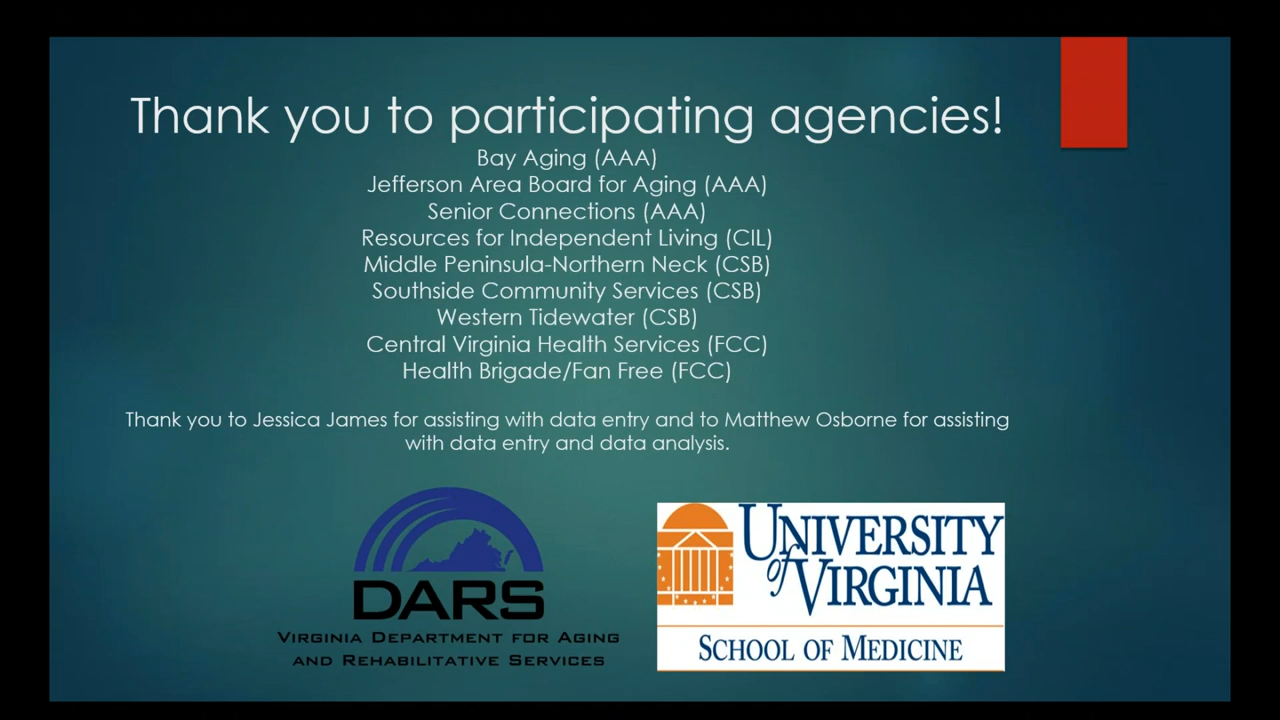 Thank you to participating agencies!
Bay Aging (AAA)
Jefferson Area Board for Aging (AAA)
Senior Connections (AAA)
Resources for Independent Living (CIL)
Middle Peninsula-Northern Neck (CSB)
Southside Community Services (CSB)
Western Tidewater (CSB)
Central Virginia Health Services (FCC)
Health Brigade/Fan Free (FCC)
Thank you to Jessica James for assisting with data entry and to Matthew Osborne for assisting
with data entry and data analysis.
DARS
VIRGINIA DEPARTMENT FOR AGING
AND REHABILITATIVE SERVICES
UNIVERSITY
of VIRGINIA
SCHOOL OF MEDICINE